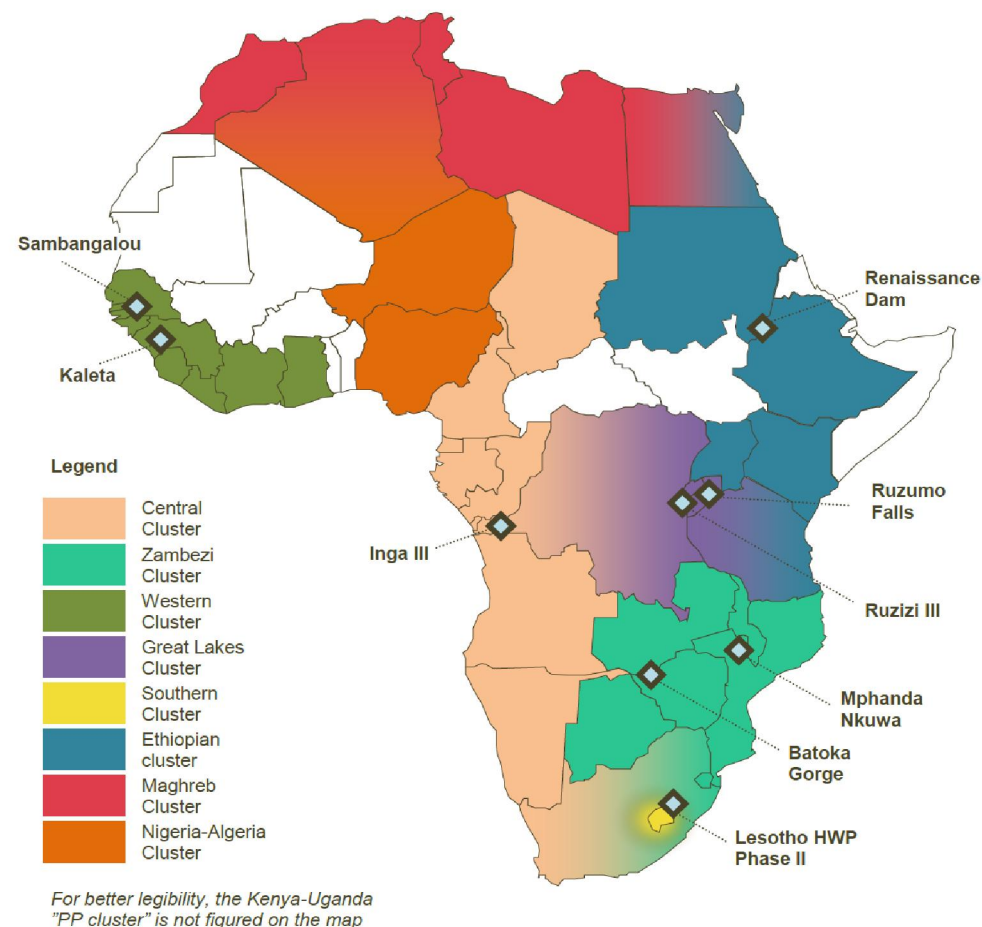 Sambangalou
Kaleta
Renaissance
Dam
Legend
Central
Cluster
Zambezi
Cluster
Western
Cluster
Great Lakes
Cluster
Southern
Cluster
Ethiopian
cluster
Maghreb
Cluster
Nigeria-Algeria
Cluster
Inga III
Ruzumo
Falls
Ruzizi III
Mphanda
Nkuwa
Batoka
Gorge
Lesotho HWP
Phase II
For better legibility, the Kenya-Uganda
"PP cluster" is not figured on the map